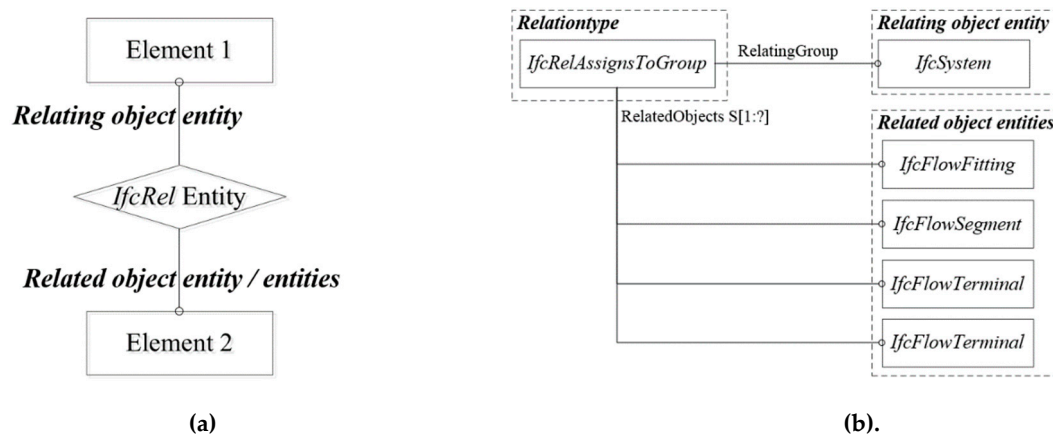 Element 1
Relating object entity
IfcRel Entity
Related object entity / entities
Element 2
(a)
Relationtype
IfcRelAssignsToGroup
RelatingGroup
RelatedObjects S[1:?]
Relating object entity
IfcSystem
Related object entities
IfcFlowFitting
IfcFlowSegment
IfcFlowTerminal
IfcFlowTerminal
(b).